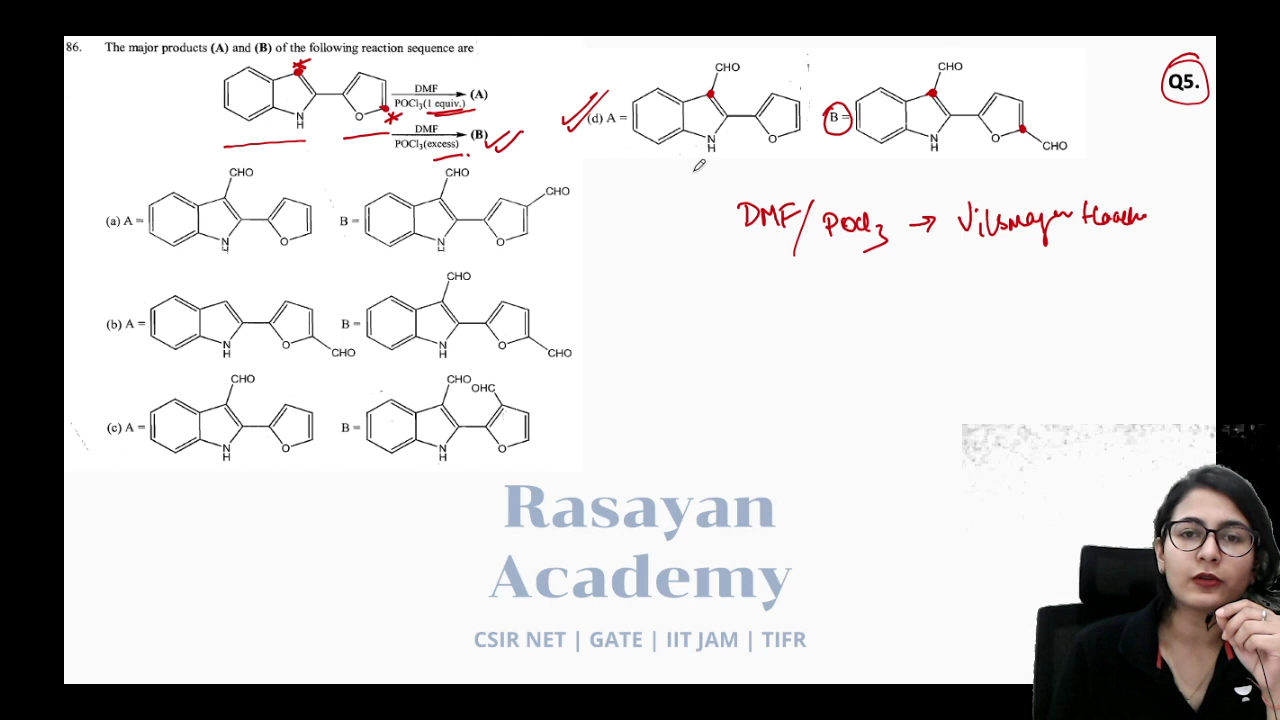 86. The major products (A) and (B) of the following reaction sequence are
N
H
O
DMF
POCl3(1 equiv.)
(A)
DMF
POCl3(excess)
(B)
(d) A =
CHO
N
H
O
B =
CHO
N
H
O
CHO
Q5.
(a) A =
CHO
N
H
O
B =
CHO
N
H
O
CHO
DMF/POCl3 → Vilsmayer Haack
(b) A =
N
H
O
CHO
B =
CHO
N
H
O
CHO
(c) A =
CHO
N
H
O
B =
CHO
OHC
N
H
O
Rasayan
Academy
CSIR NET | GATE | IIT JAM | TIFR